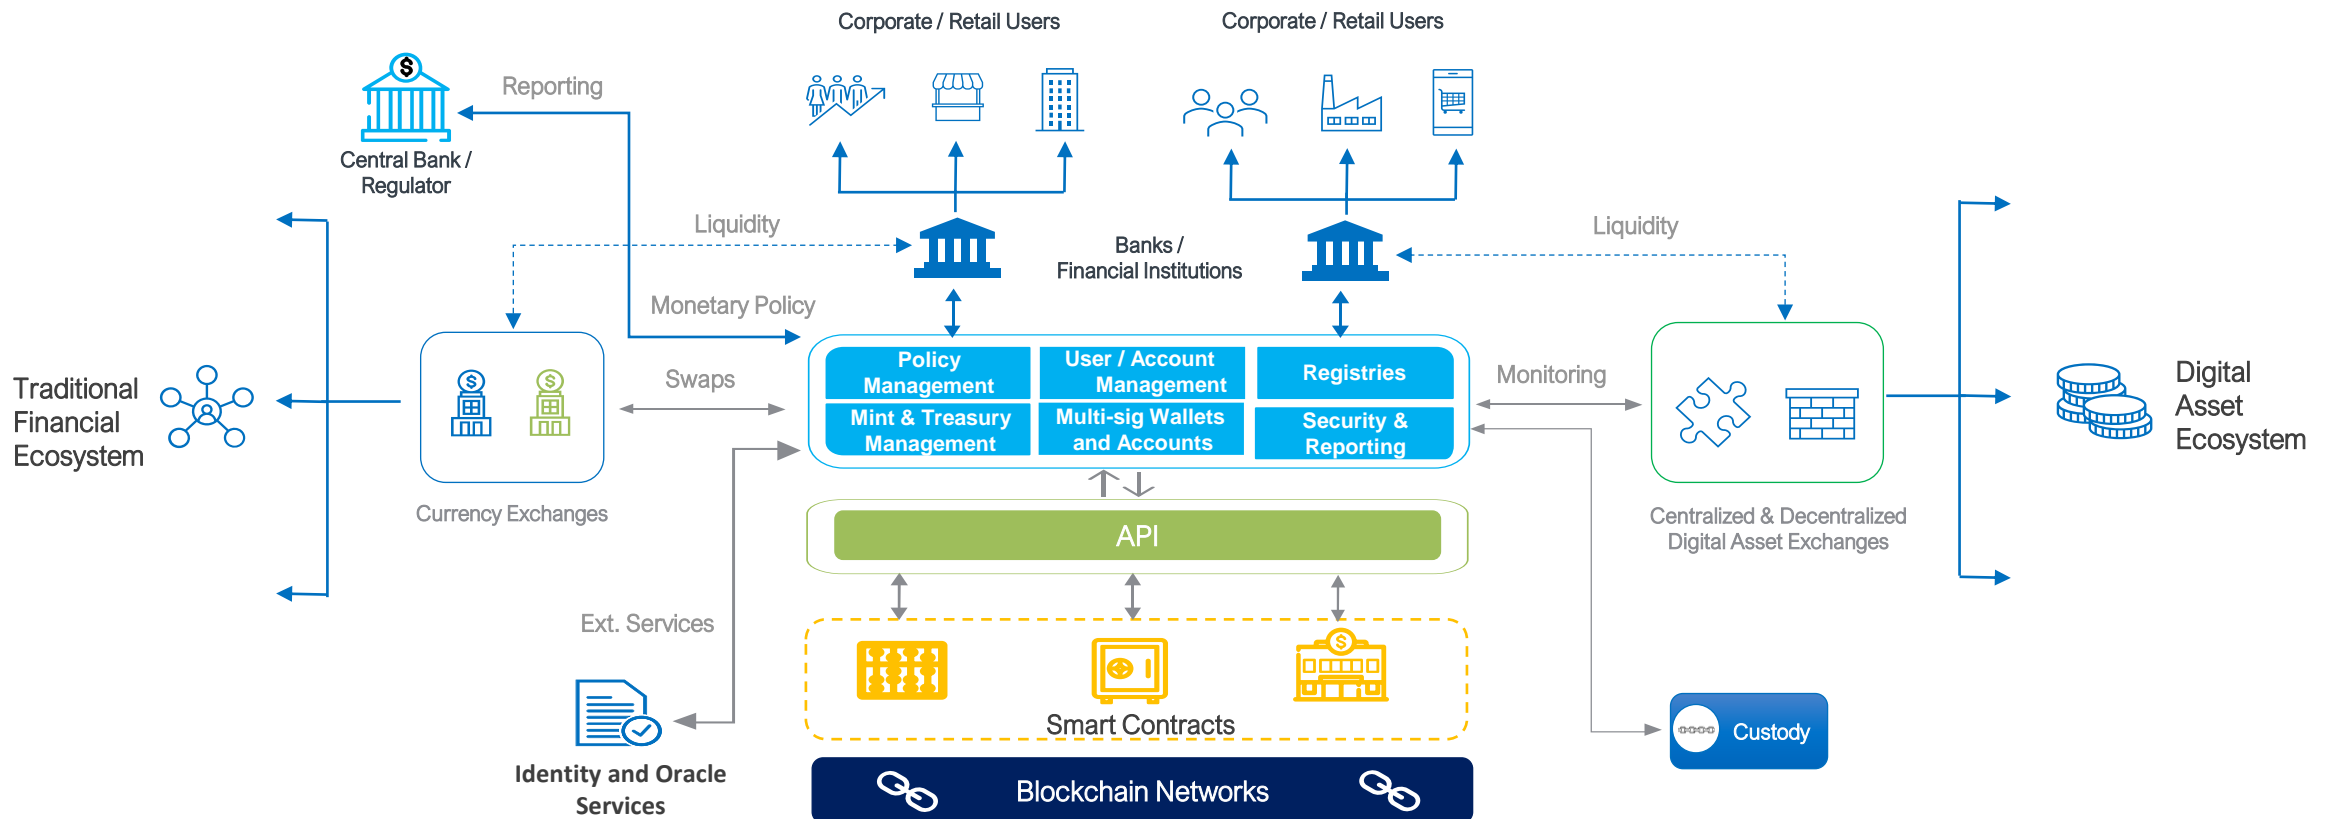 Corporate / Retail Users
Corporate / Retail Users
Reporting
Central Bank /
Regulator
Liquidity
Banks /
Financial Institutions
Liquidity
Monetary Policy
Traditional
Financial
Ecosystem
Swaps
Policy
Management
User / Account
Management
Registries
Mint & Treasury
Management
Multi-sig Wallets
and Accounts
Security &
Reporting
Monitoring
Digital
Asset
Ecosystem
Currency Exchanges
Centralized & Decentralized
Digital Asset Exchanges
API
Ext. Services
Smart Contracts
Custody
Identity and Oracle
Services
Blockchain Networks